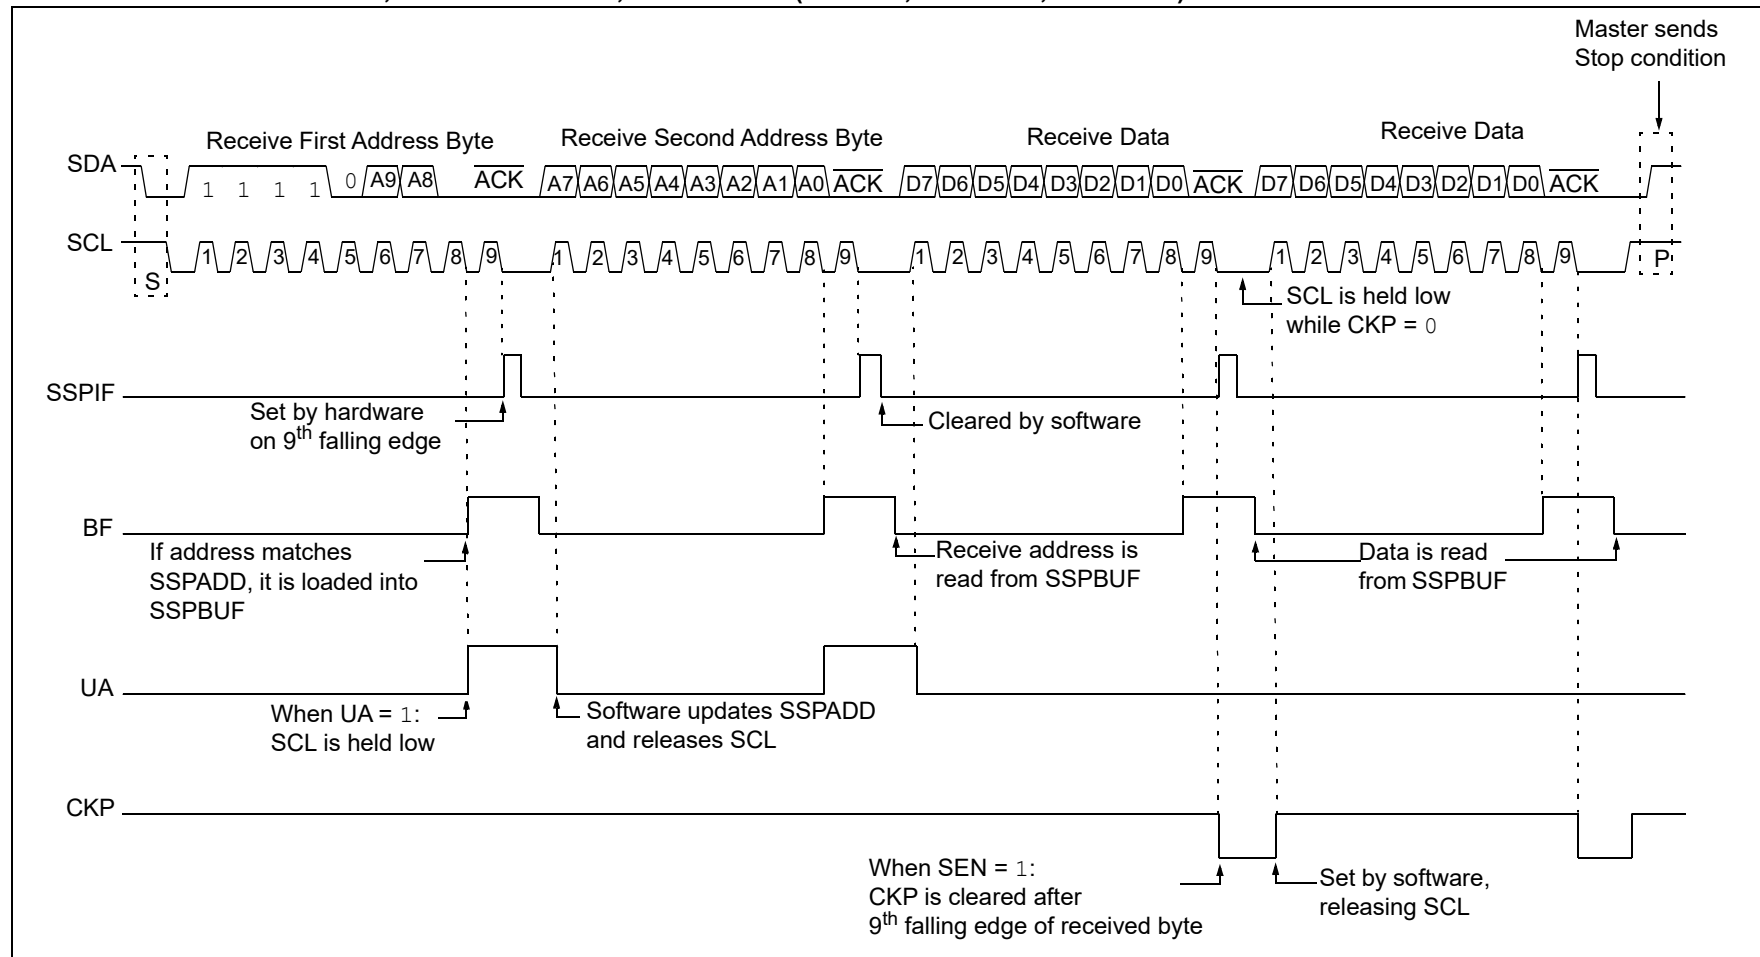 Master sends
Stop condition
Receive First Address Byte
Receive Second Address Byte
Receive Data
Receive Data
SDA
1 1 1 1 0 A9 A8 ACK A7 A6 A5 A4 A3 A2 A1 A0 ACK D7 D6 D5 D4 D3 D2 D1 D0 ACK D7 D6 D5 D4 D3 D2 D1 D0 ACK
SCL
S 1 2 3 4 5 6 7 8 9 1 2 3 4 5 6 7 8 9 1 2 3 4 5 6 7 8 9 1 2 3 4 5 6 7 8 9 P
SCL is held low
while CKP = 0
SSPIF
Set by hardware
on 9th falling edge
Cleared by software
BF
If address matches
SSPADD, it is loaded into
SSPBUF
Receive address is
read from SSPBUF
Data is read
from SSPBUF
UA
When UA = 1:
SCL is held low
Software updates SSPADD
and releases SCL
CKP
When SEN = 1:
CKP is cleared after
9th falling edge of received byte
Set by software,
releasing SCL